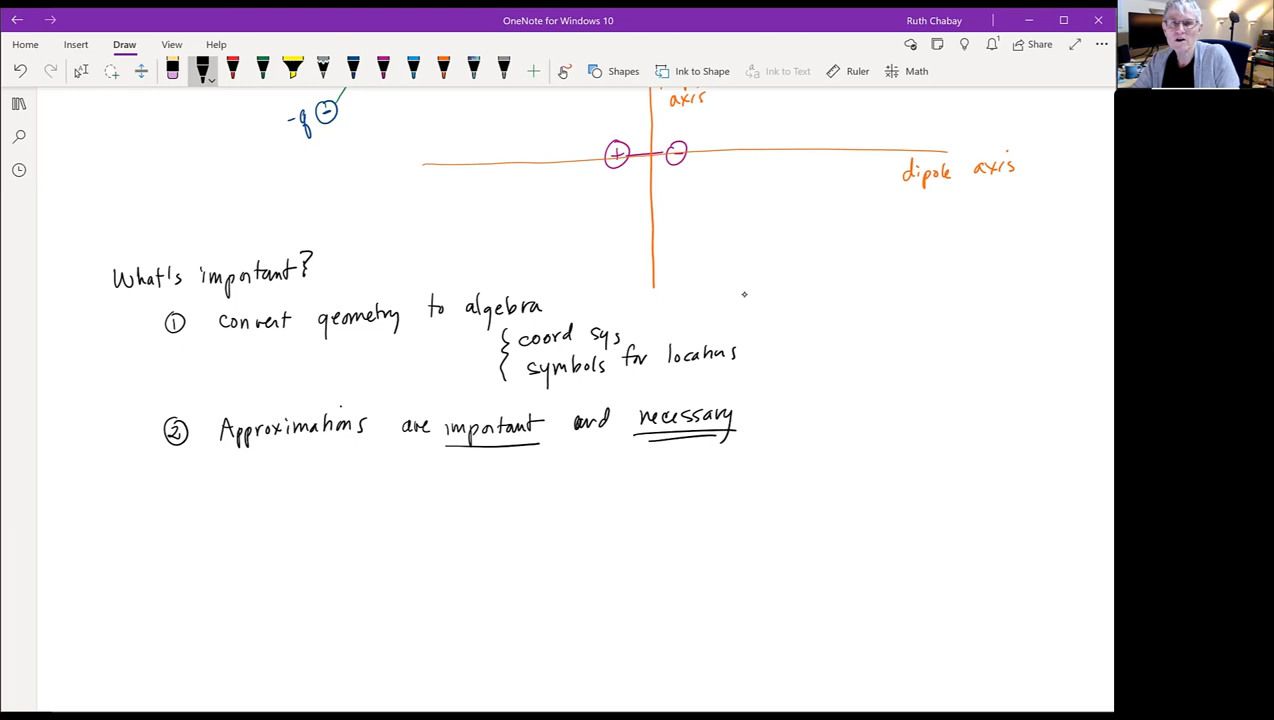 OneNote for Windows 10
Ruth Chabay
Home Insert Draw View Help
Share
Shapes Ink to Shape Ink to Text Ruler Math
axis
-q -
+ -
dipole axis
What's important?
1 convert geometry to algebra
coord sys
symbols for locations
2 Approximations are important and necessary